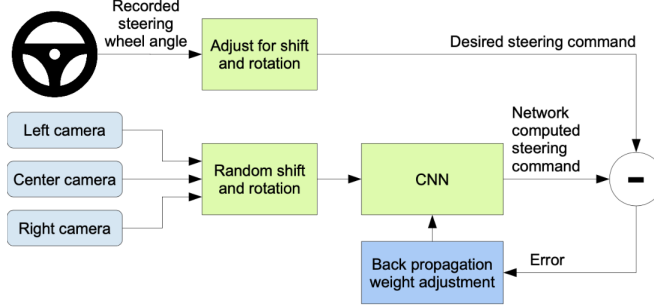 Recorded
steering
wheel angle
Adjust for shift
and rotation
Desired steering command
Left camera
Center camera
Right camera
Random shift
and rotation
CNN
Network
computed
steering
command
-
Back propagation
weight adjustment
Error